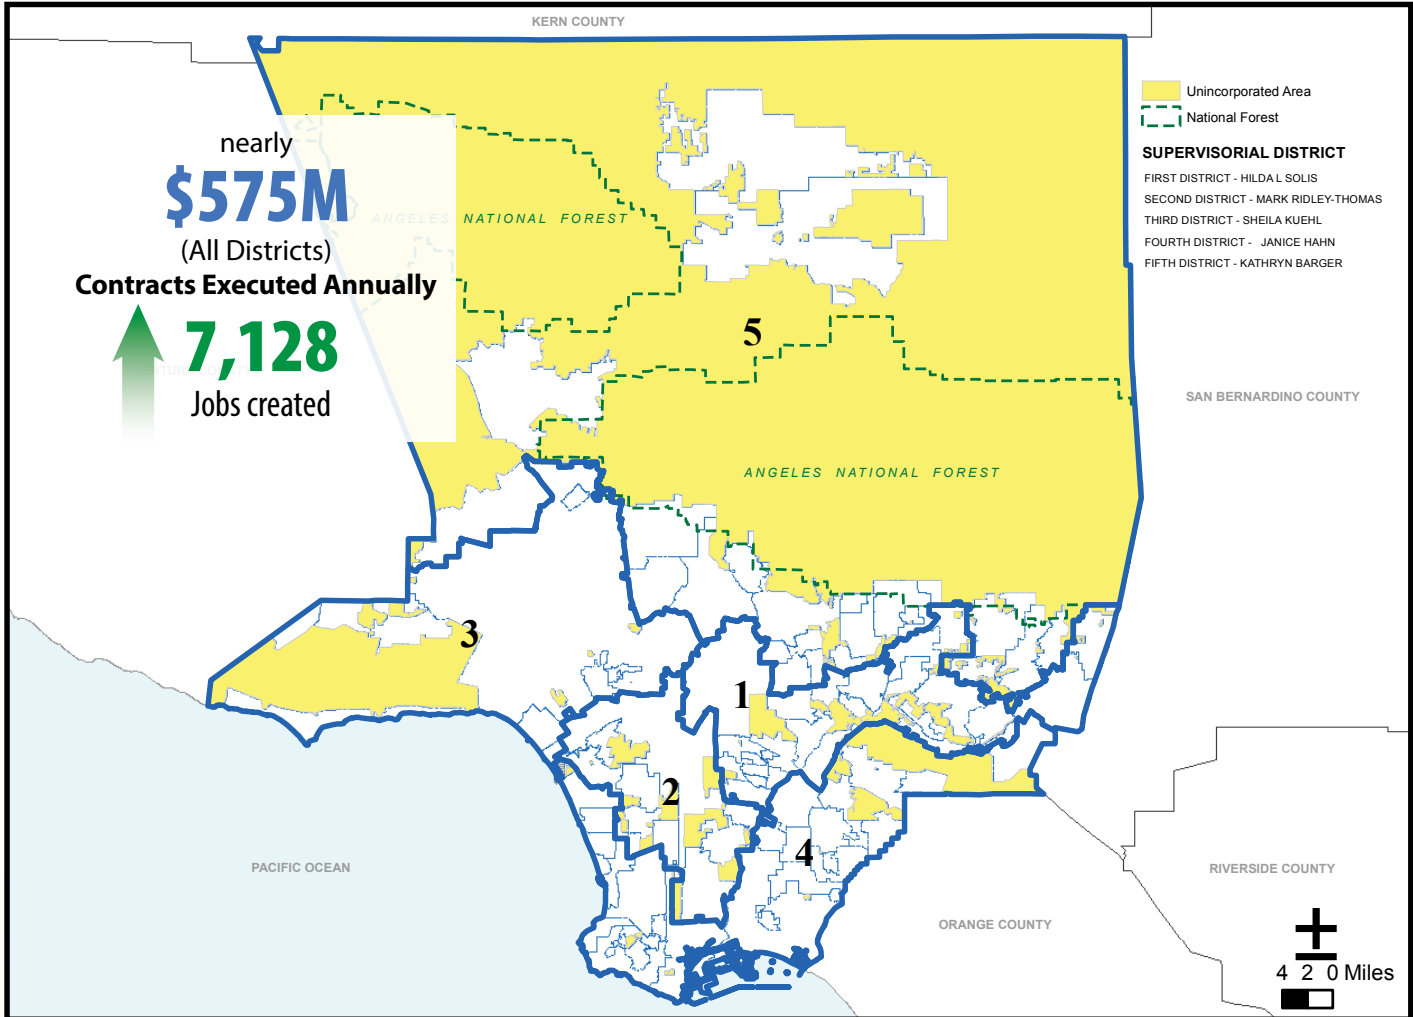 KERN COUNTY
Unincorporated Area
National Forest
SUPERVISORIAL DISTRICT
FIRST DISTRICT - HILDA L SOLIS
SECOND DISTRICT - MARK RIDLEY-THOMAS
THIRD DISTRICT - SHEILA KUEHL
FOURTH DISTRICT - JANICE HAHN
FIFTH DISTRICT - KATHRYN BARGER
nearly
$575M
(All Districts)
Contracts Executed Annually
7,128
Jobs created
ANGELES NATIONAL FOREST
5
SAN BERNARDINO COUNTY
ANGELES NATIONAL FOREST
3
1
2
4
PACIFIC OCEAN
RIVERSIDE COUNTY
ORANGE COUNTY
4 2 0 Miles